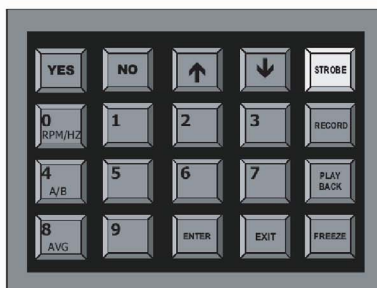 YES NO STROBE
0 1 2 3 RECORD
RPM/HZ
4 5 6 7 PLAY
A/B BACK
8 9 ENTER EXIT FREEZE
AVG